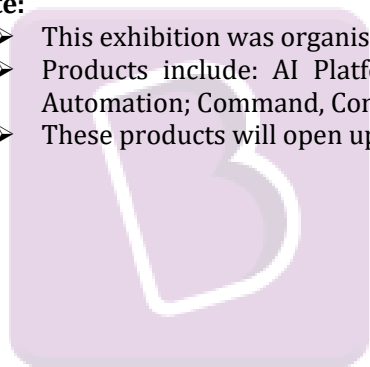 te:
➢ This exhibition was organis
➢ Products include: AI Platf
Automation; Command, Con
➢ These products will open up